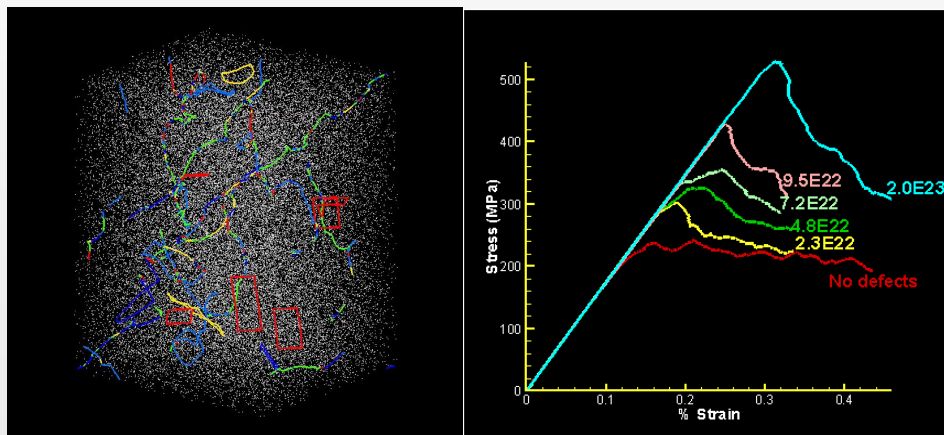 500
400
300
200
100
0
Stress (MPa)
2.0E23
9.5E22
7.2E22
4.8E22
2.3E22
No defects
0 0.1 0.2 0.3 0.4
% Strain